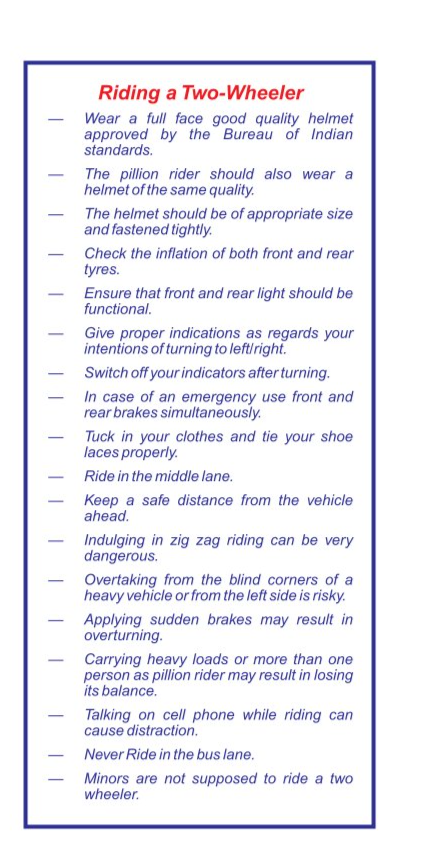 Riding a Two-Wheeler
— Wear a full face good quality helmet
approved by the Bureau of Indian
standards.
— The pillion rider should also wear a
helmet of the same quality.
— The helmet should be of appropriate size
and fastened tightly.
— Check the inflation of both front and rear
tyres.
— Ensure that front and rear light should be
functional.
— Give proper indications as regards your
intentions of turning to left/right.
— Switch off your indicators after turning.
— In case of an emergency use front and
rear brakes simultaneously.
— Tuck in your clothes and tie your shoe
laces properly.
— Ride in the middle lane.
— Keep a safe distance from the vehicle
ahead.
— Indulging in zig zag riding can be very
dangerous.
— Overtaking from the blind corners of a
heavy vehicle or from the left side is risky.
— Applying sudden brakes may result in
overturning.
— Carrying heavy loads or more than one
person as pillion rider may result in losing
its balance.
— Talking on cell phone while riding can
cause distraction.
— Never Ride in the bus lane.
— Minors are not supposed to ride a two
wheeler.